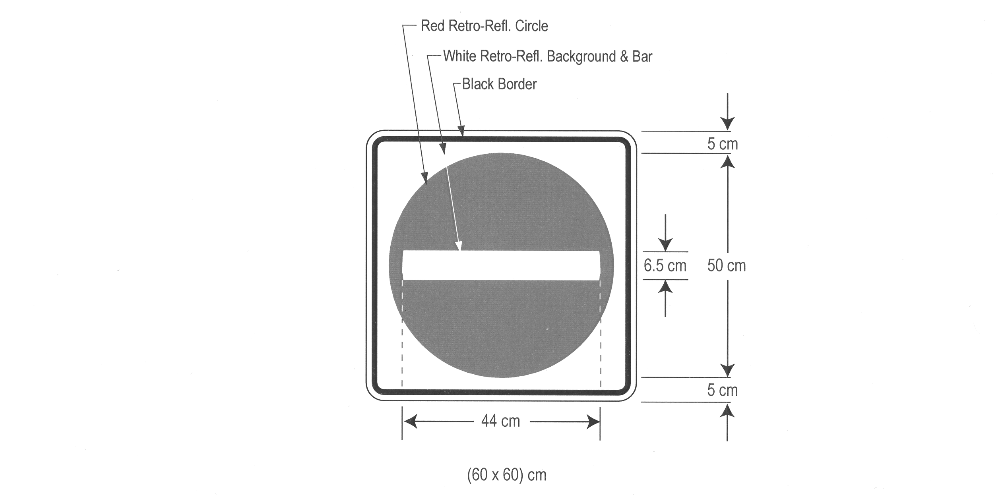 Red Retro-Refl. Circle
White Retro-Refl. Background & Bar
Black Border
5 cm
6.5 cm
50 cm
5 cm
44 cm
(60 x 60) cm